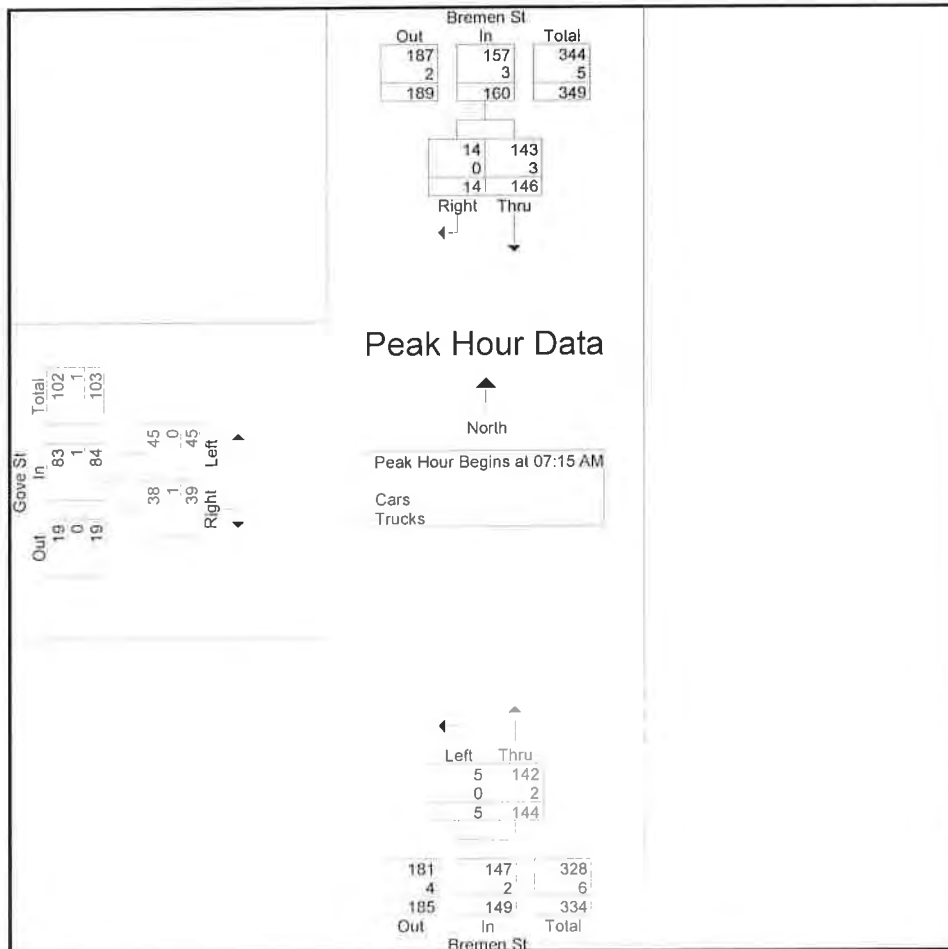 Bremen St
Out In Total
187 157 344
2 3 5
189 160 349
14 143
0 3
14 146
Right Thru
Peak Hour Data
North
Peak Hour Begins at 07:15 AM
Cars
Trucks
Gove St
Out In Total
19 83 102
0 1 1
19 84 103
38 45
1 0
39 45
Right Left
Left Thru
5 142
0 2
5 144
181 147 328
4 2 6
185 149 334
Out In Total
Bremen St